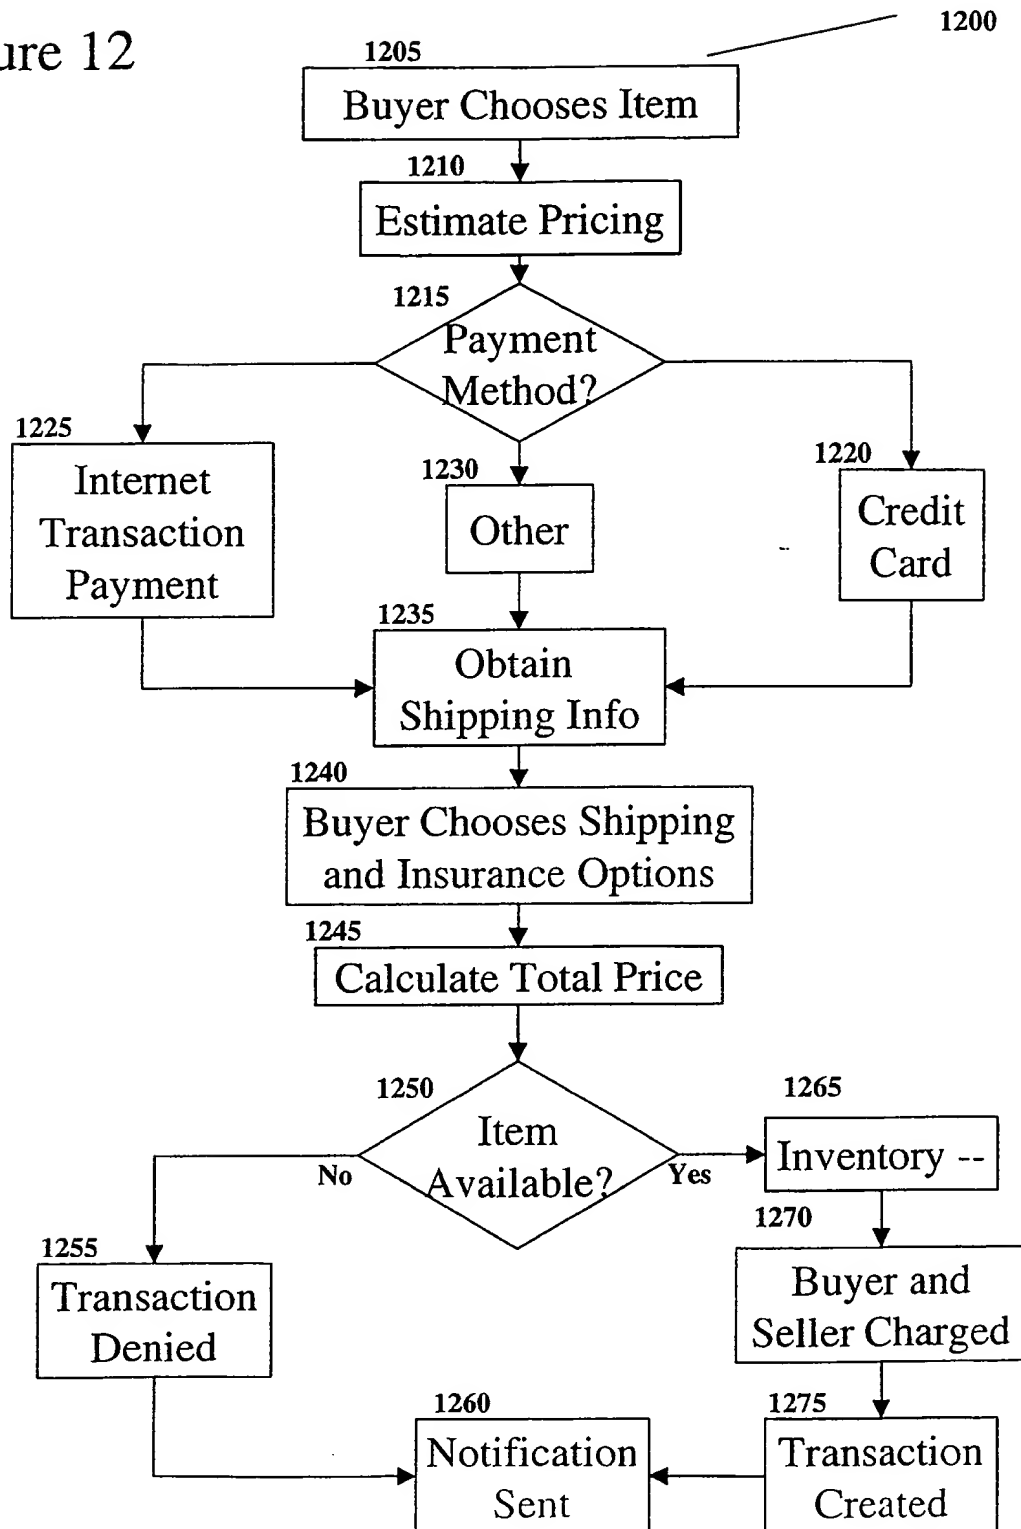 ure 12
1200
1205
Buyer Chooses Item
1210
Estimate Pricing
1215
Payment
Method?
1225
Internet
Transaction
Payment
1230
Other
1220
Credit
Card
1235
Obtain
Shipping Info
1240
Buyer Chooses Shipping
and Insurance Options
1245
Calculate Total Price
1250
Item
Available?
No
Yes
1265
Inventory --
1270
Buyer and
Seller Charged
1255
Transaction
Denied
1260
Notification
Sent
1275
Transaction
Created